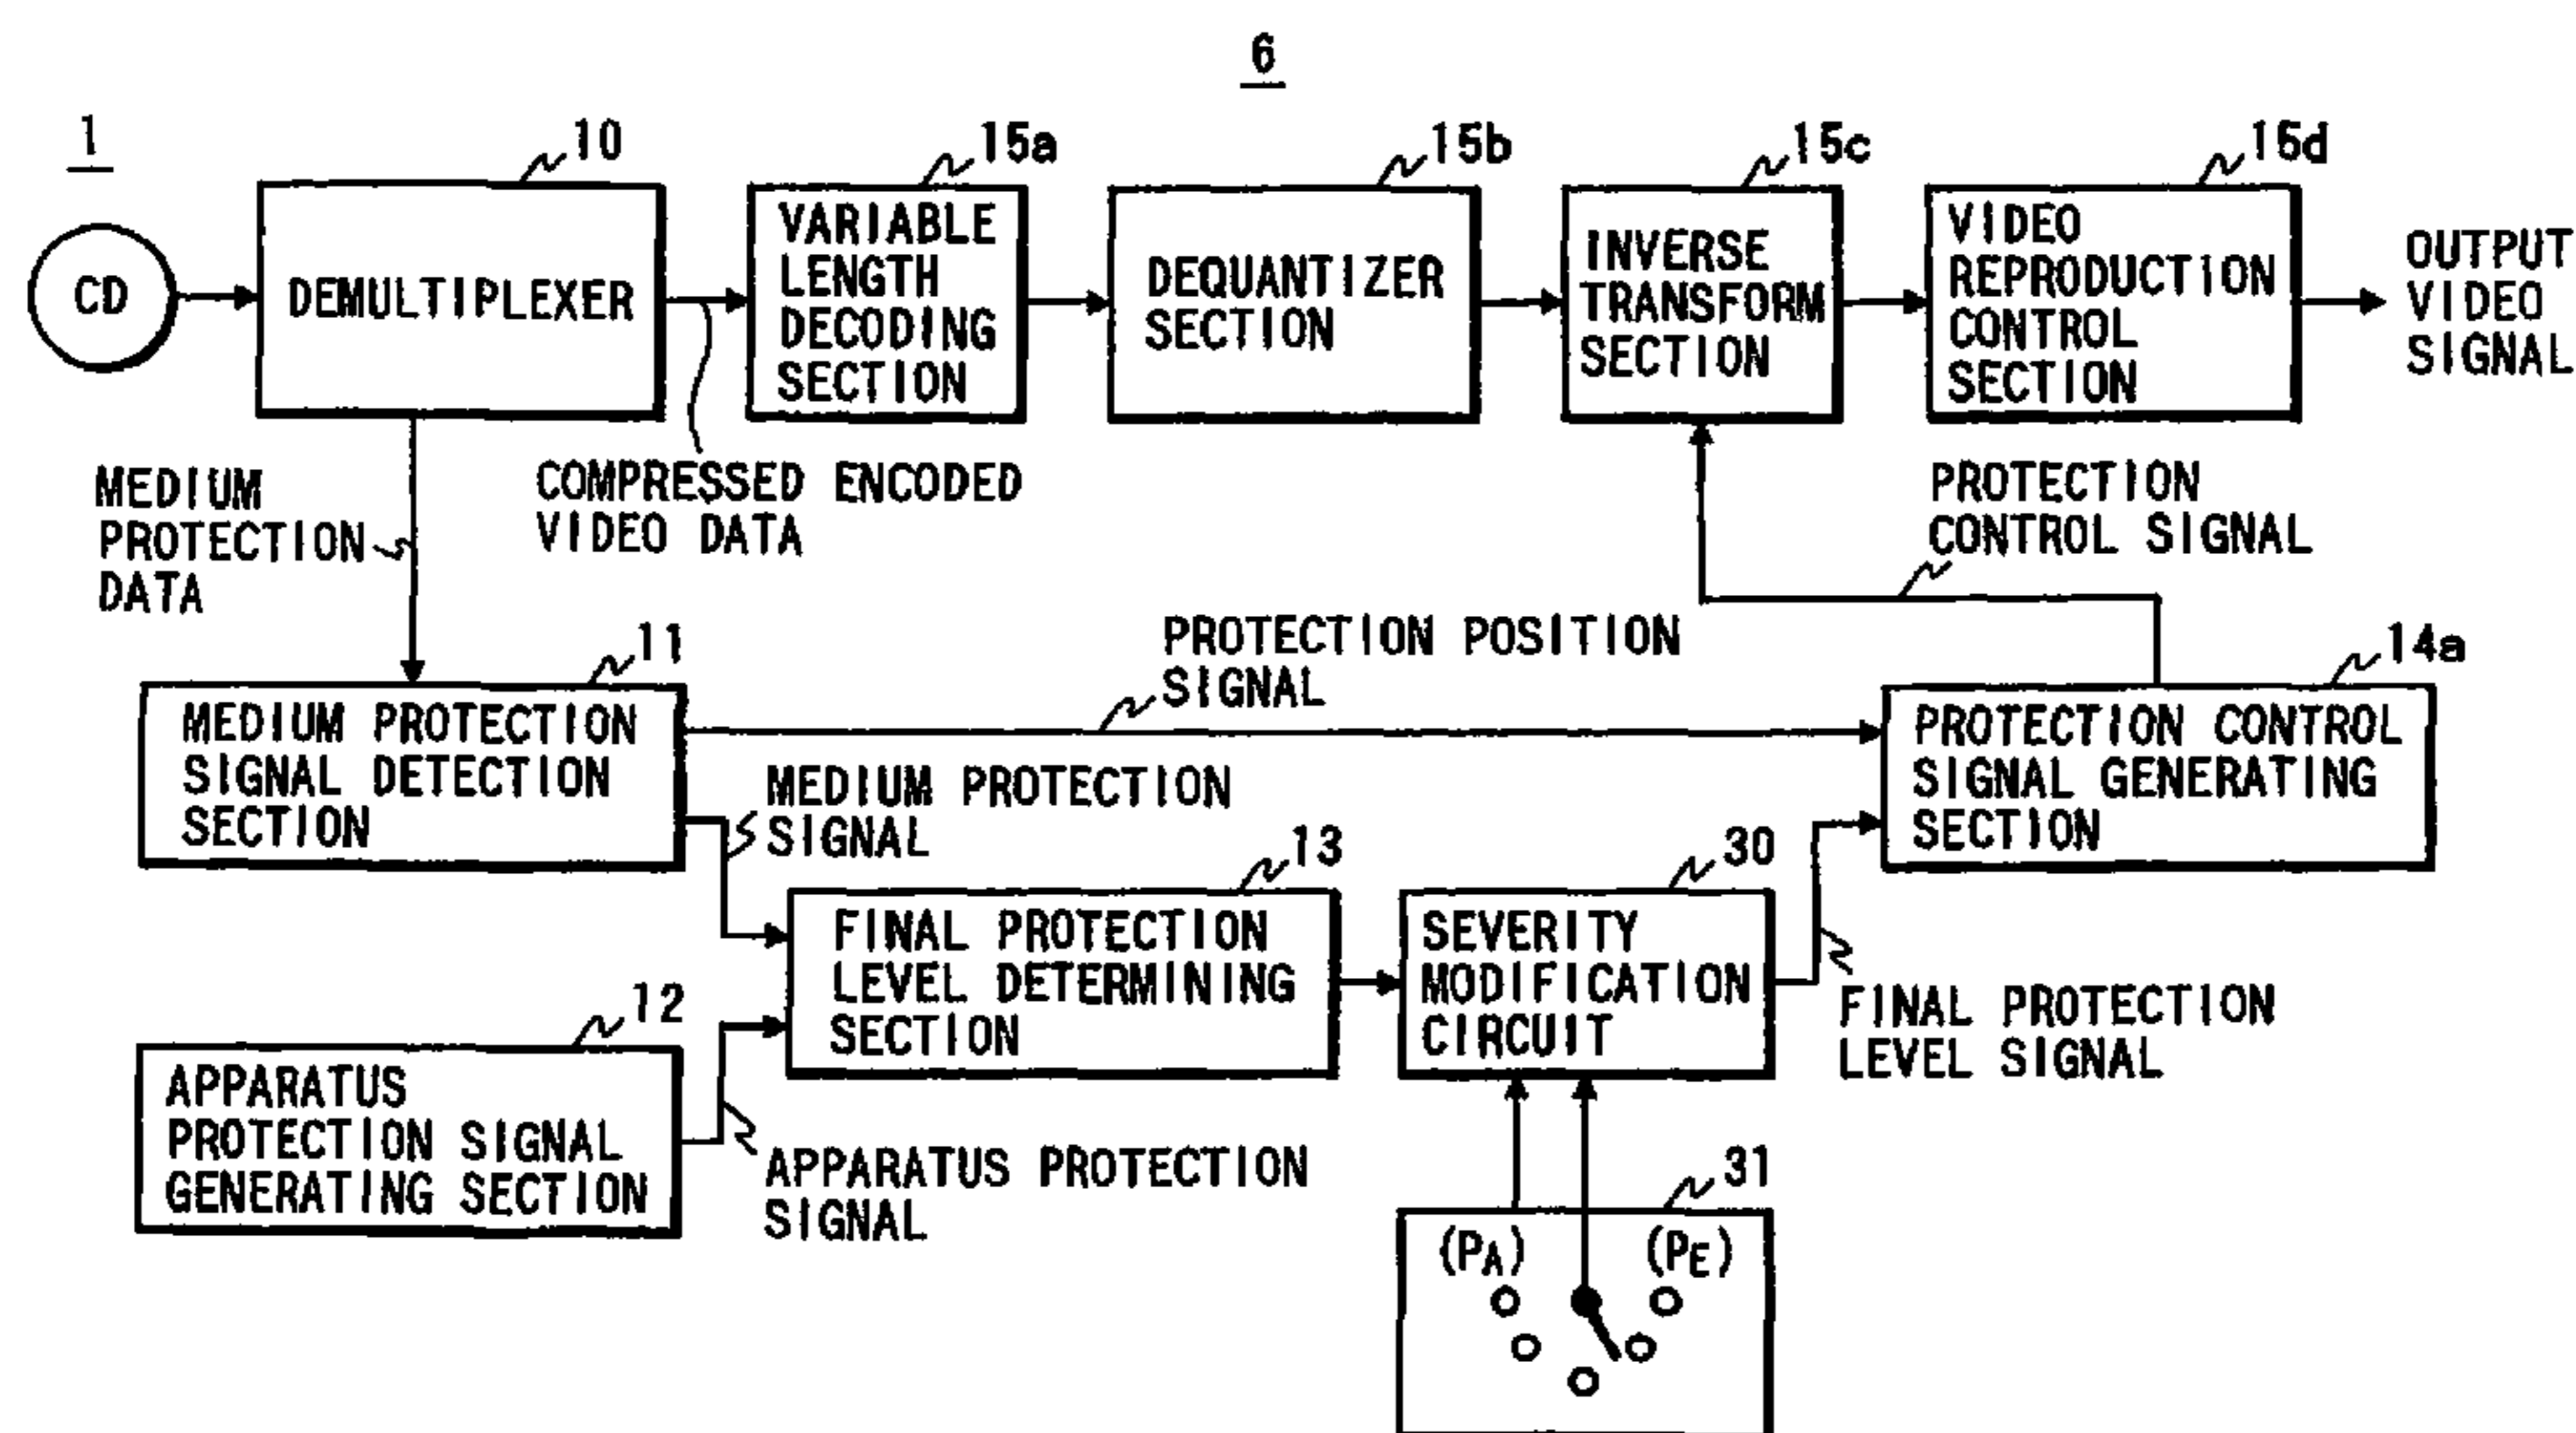 6
1
10
15a
15b
15c
15d
CD
DEMULTIPLEXER
VARIABLE
LENGTH
DECODING
SECTION
DEQUANTIZER
SECTION
INVERSE
TRANSFORM
SECTION
VIDEO
REPRODUCTION
CONTROL
SECTION
OUTPUT
VIDEO
SIGNAL
MEDIUM
PROTECTION
DATA
COMPRESSED ENCODED
VIDEO DATA
PROTECTION
CONTROL SIGNAL
11
PROTECTION POSITION
SIGNAL
14a
MEDIUM PROTECTION
SIGNAL DETECTION
SECTION
PROTECTION CONTROL
SIGNAL GENERATING
SECTION
MEDIUM PROTECTION
SIGNAL
13
30
FINAL PROTECTION
LEVEL DETERMINING
SECTION
SEVERITY
MODIFICATION
CIRCUIT
FINAL PROTECTION
LEVEL SIGNAL
12
APPARATUS
PROTECTION SIGNAL
GENERATING SECTION
APPARATUS PROTECTION
SIGNAL
31
(PA) (PE)